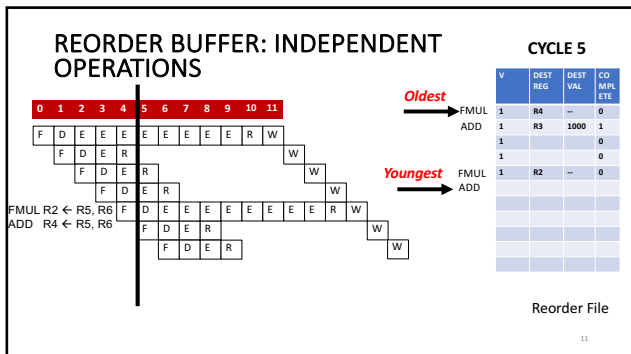 REORDER BUFFER: INDEPENDENT
OPERATIONS
CYCLE 5
0 1 2 3 4 5 6 7 8 9 10 11
F D E E E E E E E E R W
F D E R W
F D E R W
F D E R W
FMUL R2 ← R5, R6
F D E E E E E E E E R W
ADD R4 ← R5, R6
F D E R W
F D E R W
Oldest
Youngest
V DEST REG DEST VAL CO MPL ETE
FMUL 1 R4 -- 0
ADD 1 R3 1000 1
1 0
1 0
FMUL 1 R2 -- 0
ADD
Reorder File
11